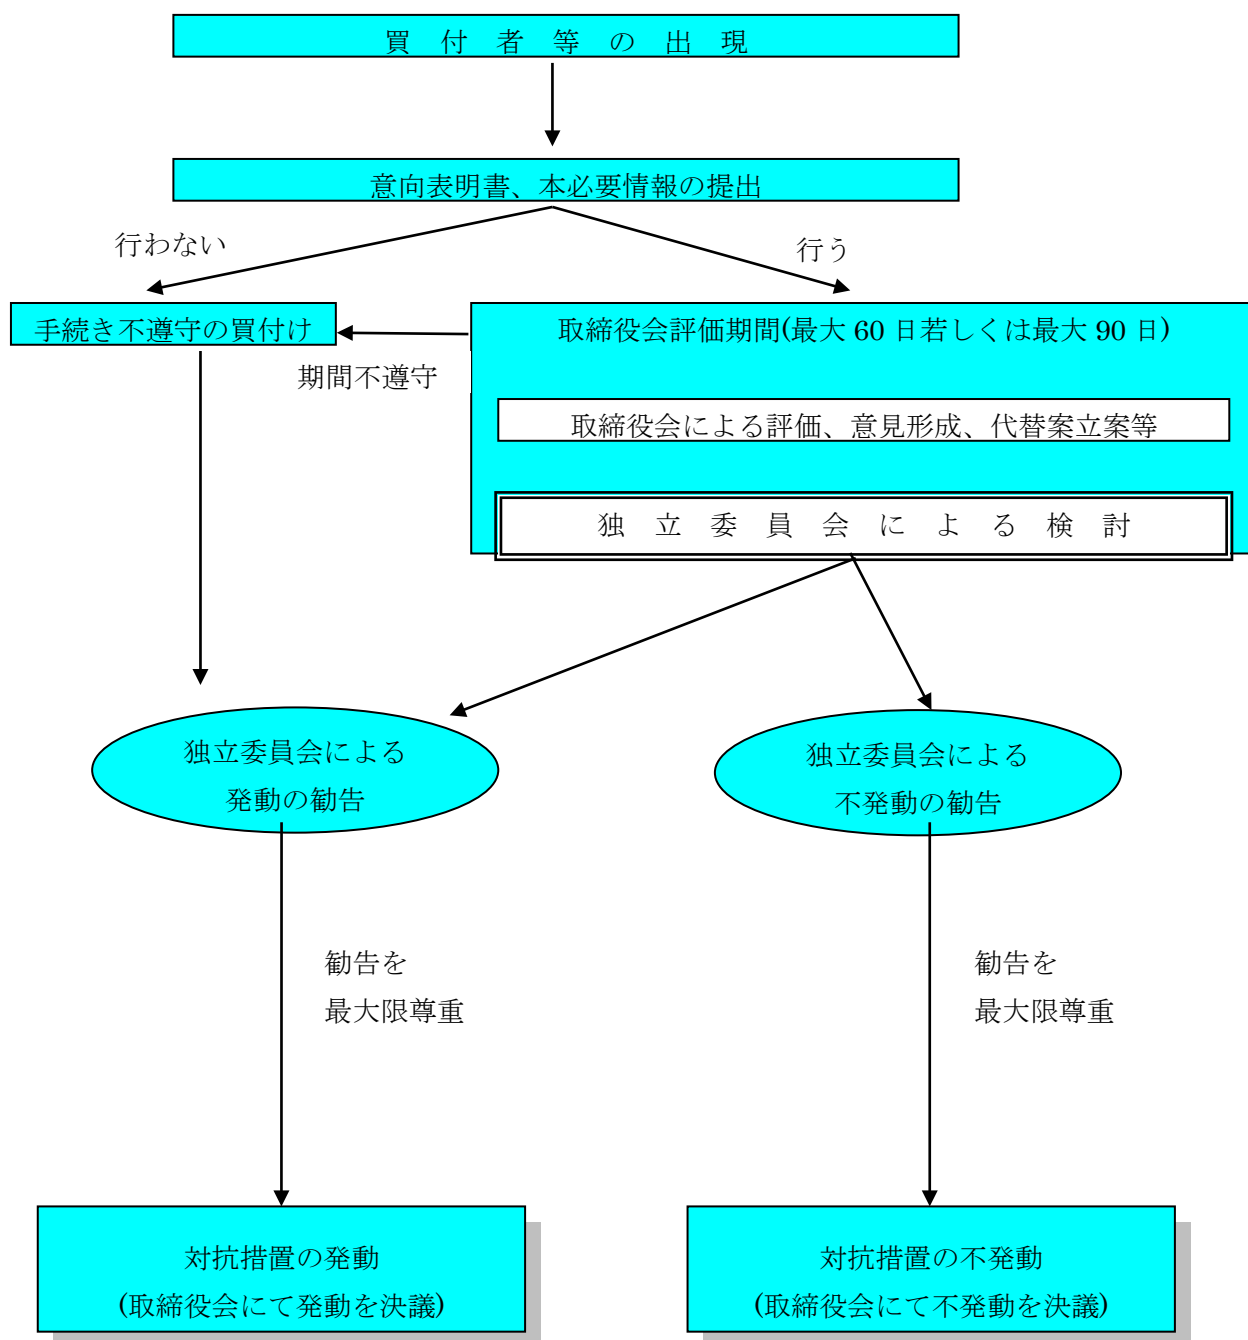 買付者等の出現
意向表明書、本必要情報の提出
行わない
行う
手続き不遵守の買付け
取締役会評価期間(最大 60 日若しくは最大 90 日)
期間不遵守
取締役会による評価、意見形成、代替案立案等
独立委員会による検討
独立委員会による
発動の勧告
独立委員会による
不発動の勧告
勧告を
最大限尊重
勧告を
最大限尊重
対抗措置の発動
(取締役会にて発動を決議)
対抗措置の不発動
(取締役会にて不発動を決議)